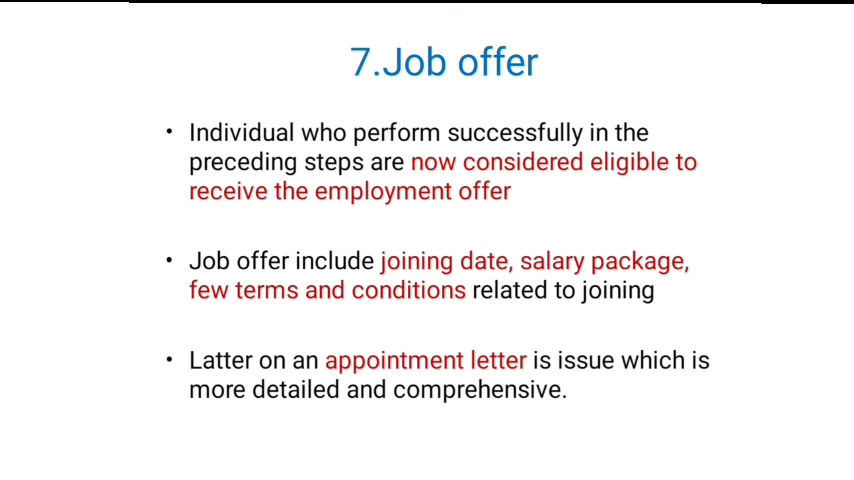 7.Job offer
• Individual who perform successfully in the
preceding steps are now considered eligible to
receive the employment offer
• Job offer include joining date, salary package,
few terms and conditions related to joining
• Latter on an appointment letter is issue which is
more detailed and comprehensive.